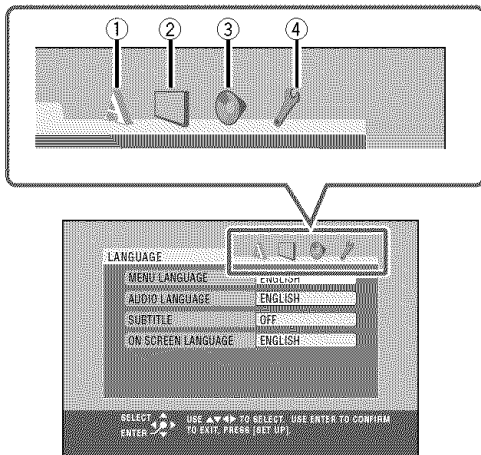 ① ② ③ ④
LANGUAGE
MENU LANGUAGE ENGLISH
AUDIO LANGUAGE ENGLISH
SUBTITLE OFF
ON SCREEN LANGUAGE ENGLISH
SELECT
ENTER
USE ▲▼◀▶ TO SELECT. USE ENTER TO CONFIRM
TO EXIT, PRESS [SET UP].